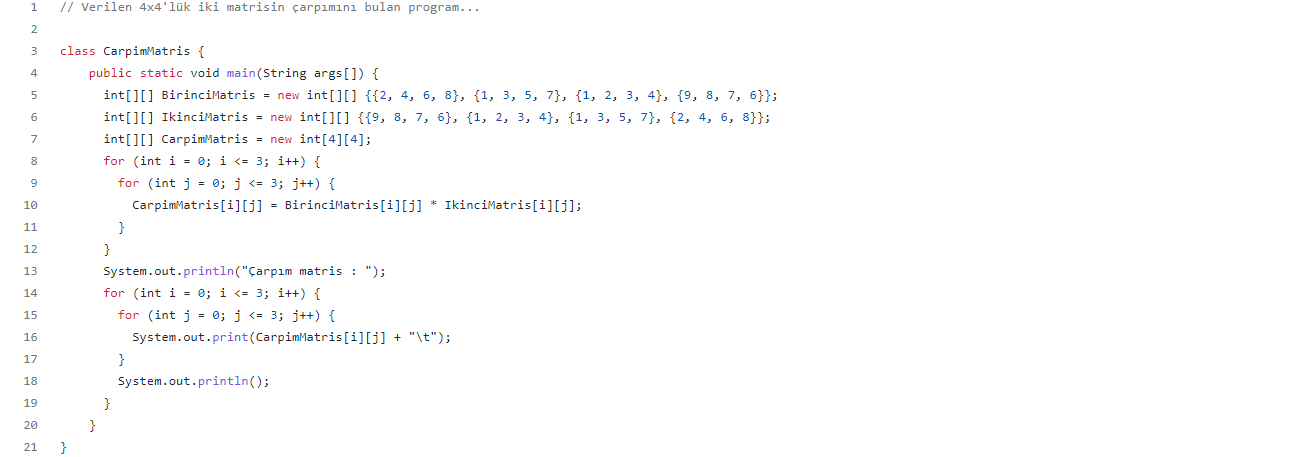 1 // Verilen 4x4'lük iki matrisin çarpımını bulan program...
2
3 class CarpimMatris {
4 public static void main(String args[]) {
5 int[][] BirinciMatris = new int[][] {{2, 4, 6, 8}, {1, 3, 5, 7}, {1, 2, 3, 4}, {9, 8, 7, 6}};
6 int[][] IkinciMatris = new int[][] {{9, 8, 7, 6}, {1, 2, 3, 4}, {1, 3, 5, 7}, {2, 4, 6, 8}};
7 int[][] CarpimMatris = new int[4][4];
8 for (int i = 0; i <= 3; i++) {
9 for (int j = 0; j <= 3; j++) {
10 CarpimMatris[i][j] = BirinciMatris[i][j] * IkinciMatris[i][j];
11 }
12 }
13 System.out.println("Çarpım matris : ");
14 for (int i = 0; i <= 3; i++) {
15 for (int j = 0; j <= 3; j++) {
16 System.out.print(CarpimMatris[i][j] + "\t");
17 }
18 System.out.println();
19 }
20 }
21 }